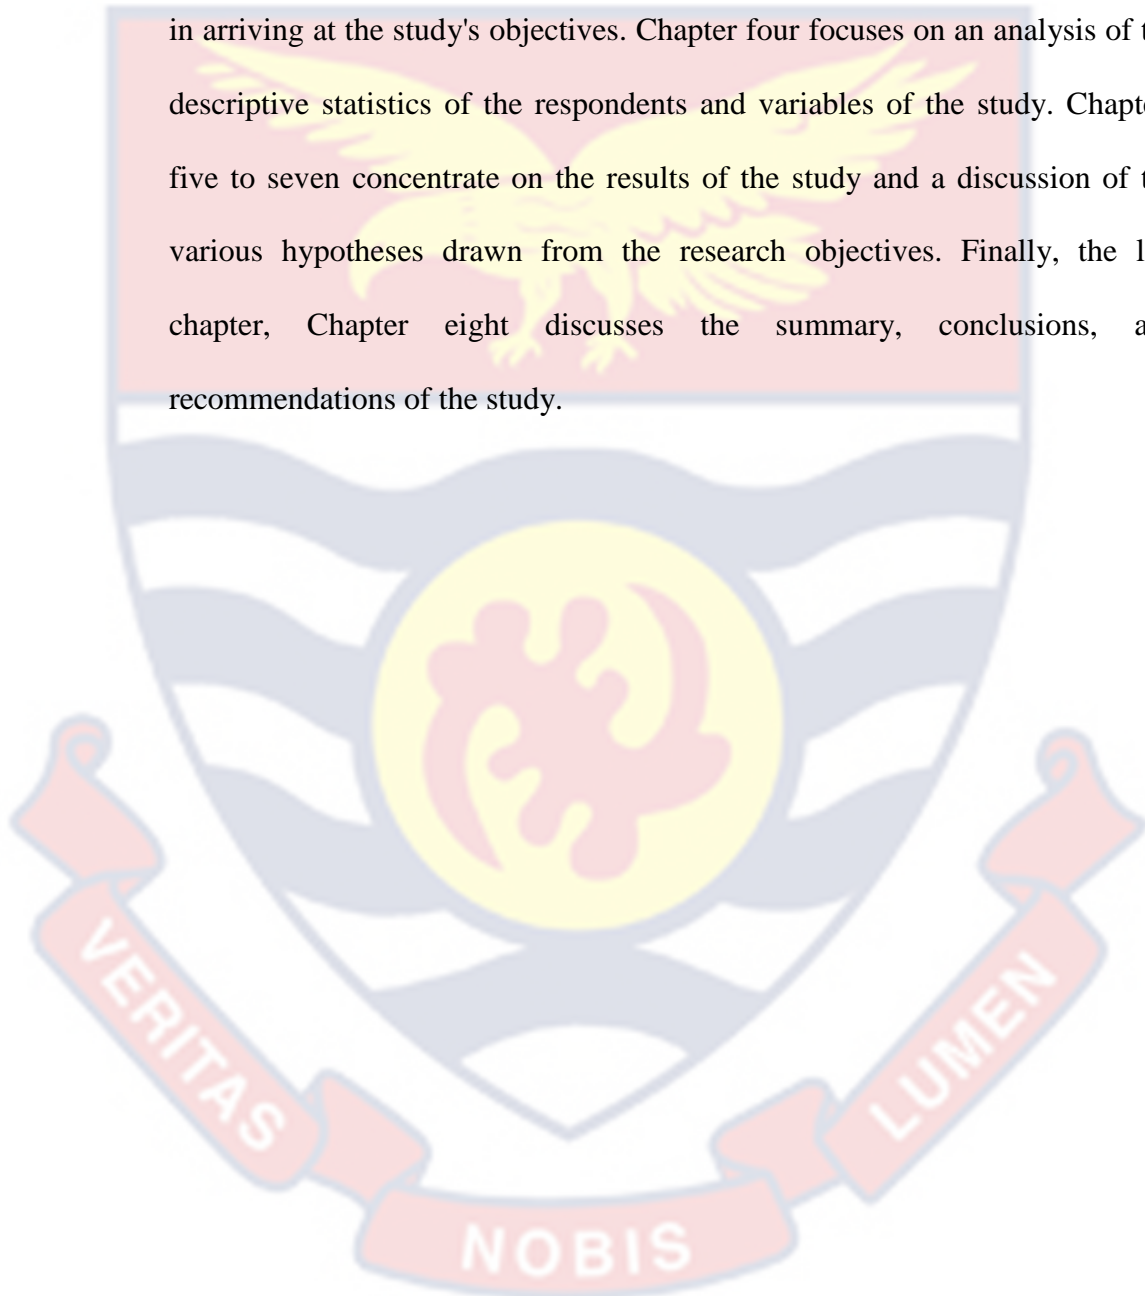 in arriving at the study's objectives. Chapter four focuses on an analysis of t
descriptive statistics of the respondents and variables of the study. Chapte
five to seven concentrate on the results of the study and a discussion of t
various hypotheses drawn from the research objectives. Finally, the l
chapter, Chapter eight discusses the summary, conclusions, a
recommendations of the study.
VERITAS
NOBIS
LUMEN